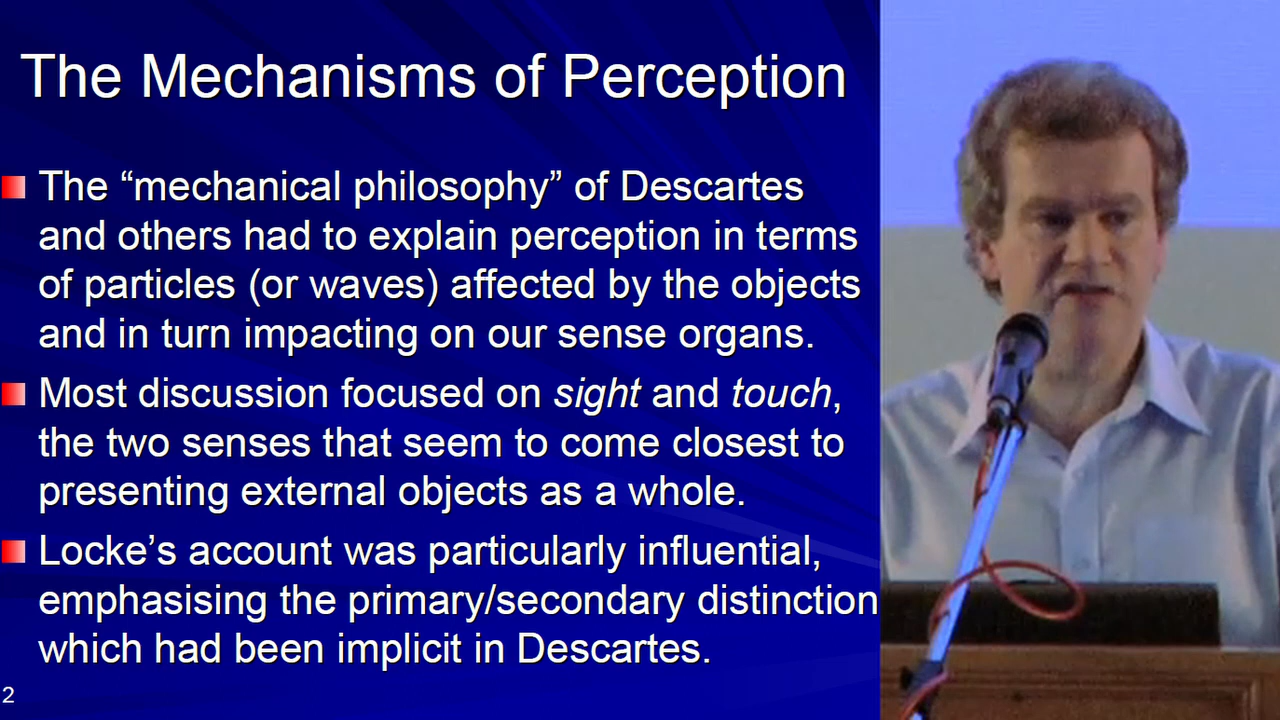 The Mechanisms of Perception
The “mechanical philosophy” of Descartes
and others had to explain perception in terms
of particles (or waves) affected by the objects
and in turn impacting on our sense organs.
Most discussion focused on sight and touch,
the two senses that seem to come closest to
presenting external objects as a whole.
Locke’s account was particularly influential,
emphasising the primary/secondary distinction
which had been implicit in Descartes.
2